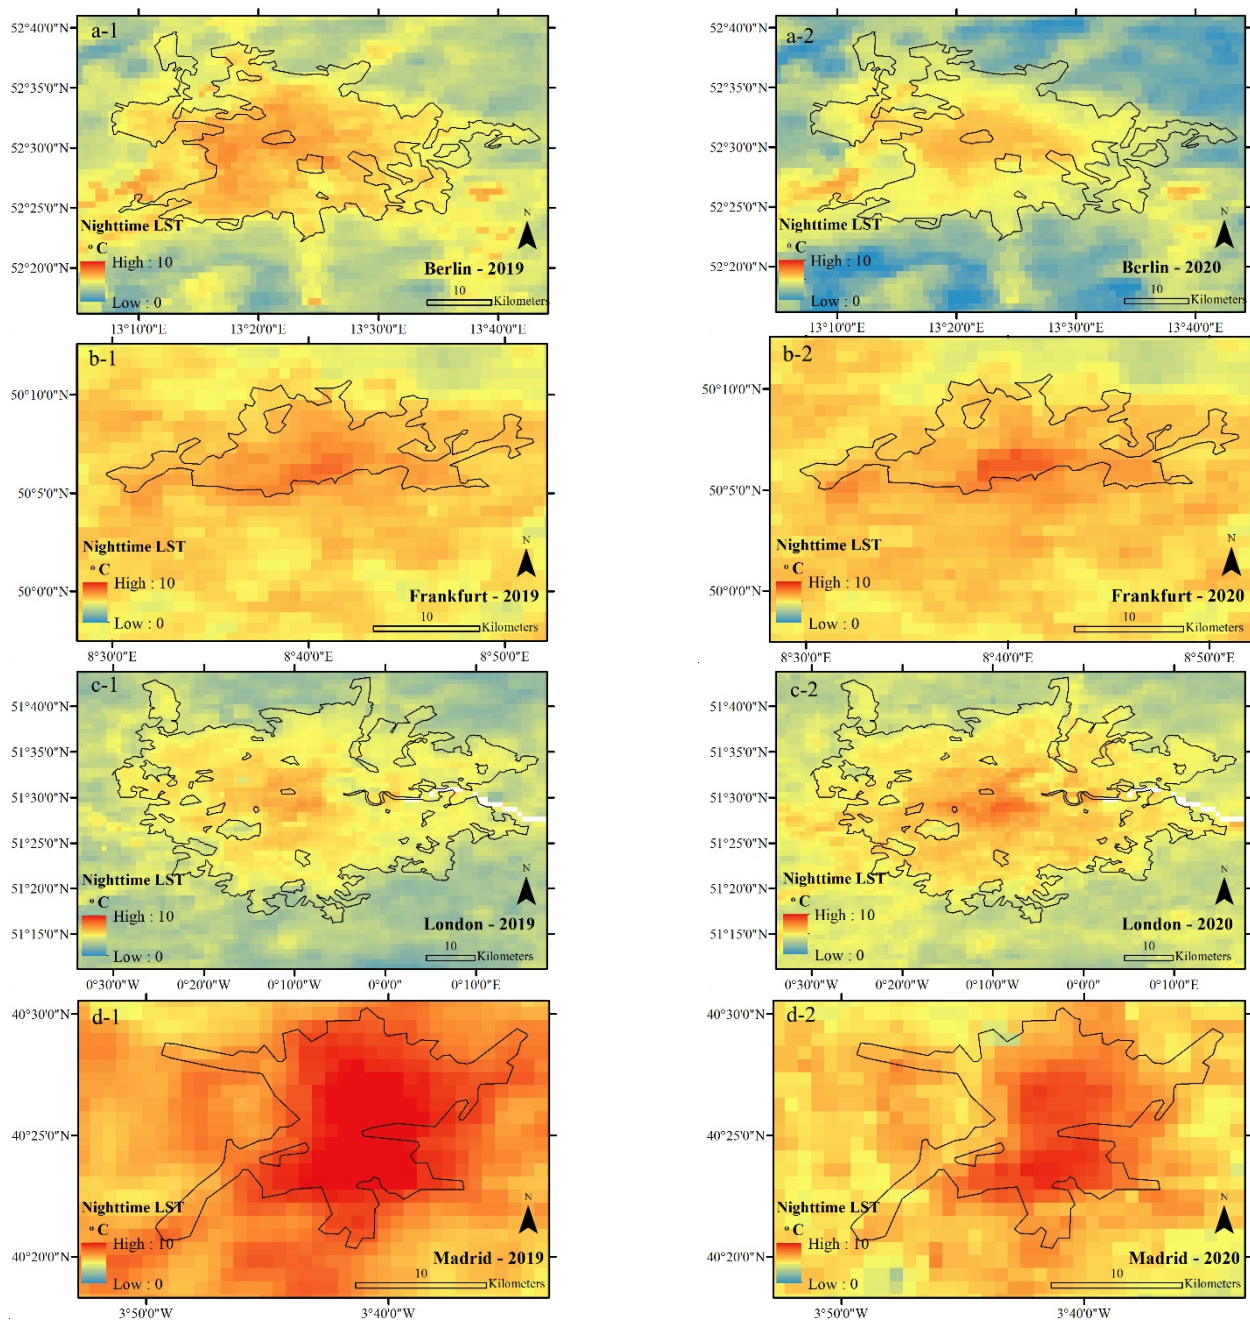 a-1
52°40'0"N
52°35'0"N
52°30'0"N
52°25'0"N
52°20'0"N
Nighttime LST
° C
High : 10
Low : 0
N
Berlin - 2019
10
Kilometers
13°10'0"E 13°20'0"E 13°30'0"E 13°40'0"E
a-2
52°40'0"N
52°35'0"N
52°30'0"N
52°25'0"N
52°20'0"N
Nighttime LST
° C
High : 10
Low : 0
N
Berlin - 2020
10
Kilometers
13°10'0"E 13°20'0"E 13°30'0"E 13°40'0"E
b-1
50°10'0"N
50°5'0"N
50°0'0"N
Nighttime LST
° C
High : 10
Low : 0
N
Frankfurt - 2019
10
Kilometers
8°30'0"E 8°40'0"E 8°50'0"E
b-2
50°10'0"N
50°5'0"N
50°0'0"N
Nighttime LST
° C
High : 10
Low : 0
N
Frankfurt - 2020
10
Kilometers
8°30'0"E 8°40'0"E 8°50'0"E
c-1
51°40'0"N
51°35'0"N
51°30'0"N
51°25'0"N
51°20'0"N
51°15'0"N
Nighttime LST
° C
High : 10
Low : 0
N
London - 2019
10
Kilometers
0°30'0"W 0°20'0"W 0°10'0"W 0°0'0" 0°10'0"E
c-2
51°40'0"N
51°35'0"N
51°30'0"N
51°25'0"N
51°20'0"N
51°15'0"N
Nighttime LST
° C
High : 10
Low : 0
N
London - 2020
10
Kilometers
0°30'0"W 0°20'0"W 0°10'0"W 0°0'0" 0°10'0"E
d-1
40°30'0"N
40°25'0"N
40°20'0"N
Nighttime LST
° C
High : 10
Low : 0
N
Madrid - 2019
10
Kilometers
3°50'0"W 3°40'0"W
d-2
40°30'0"N
40°25'0"N
40°20'0"N
Nighttime LST
° C
High : 10
Low : 0
N
Madrid - 2020
10
Kilometers
3°50'0"W 3°40'0"W